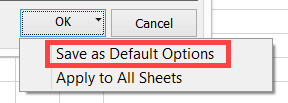 OK Cancel
Save as Default Options
Apply to All Sheets